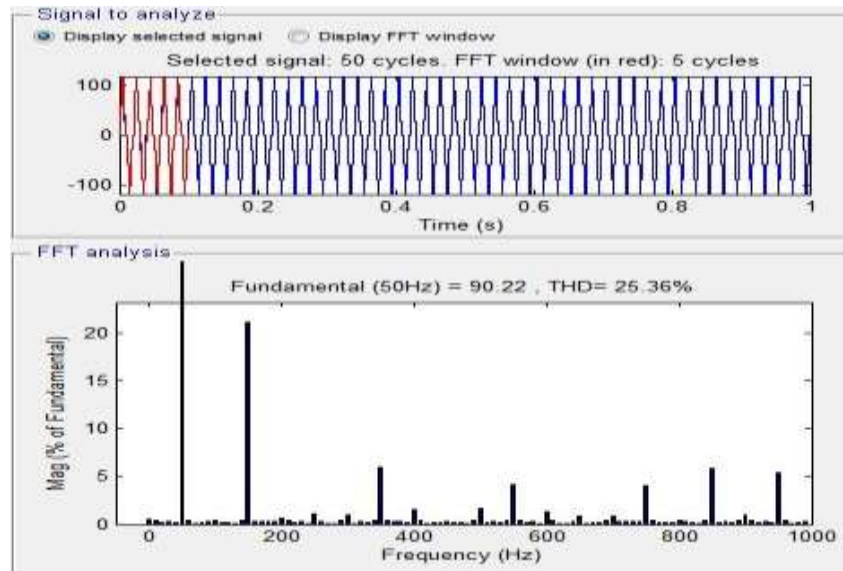 Signal to analyze
Display selected signal Display FFT window
Selected signal: 50 cycles. FFT window (in red): 5 cycles
100
0
-100
0 0.2 0.4 0.6 0.8 1
Time (s)
FFT analysis
Fundamental (50Hz) = 90.22 , THD= 25.36%
Mag (% of Fundamental)
20
15
10
5
0
0 200 400 600 800 1000
Frequency (Hz)